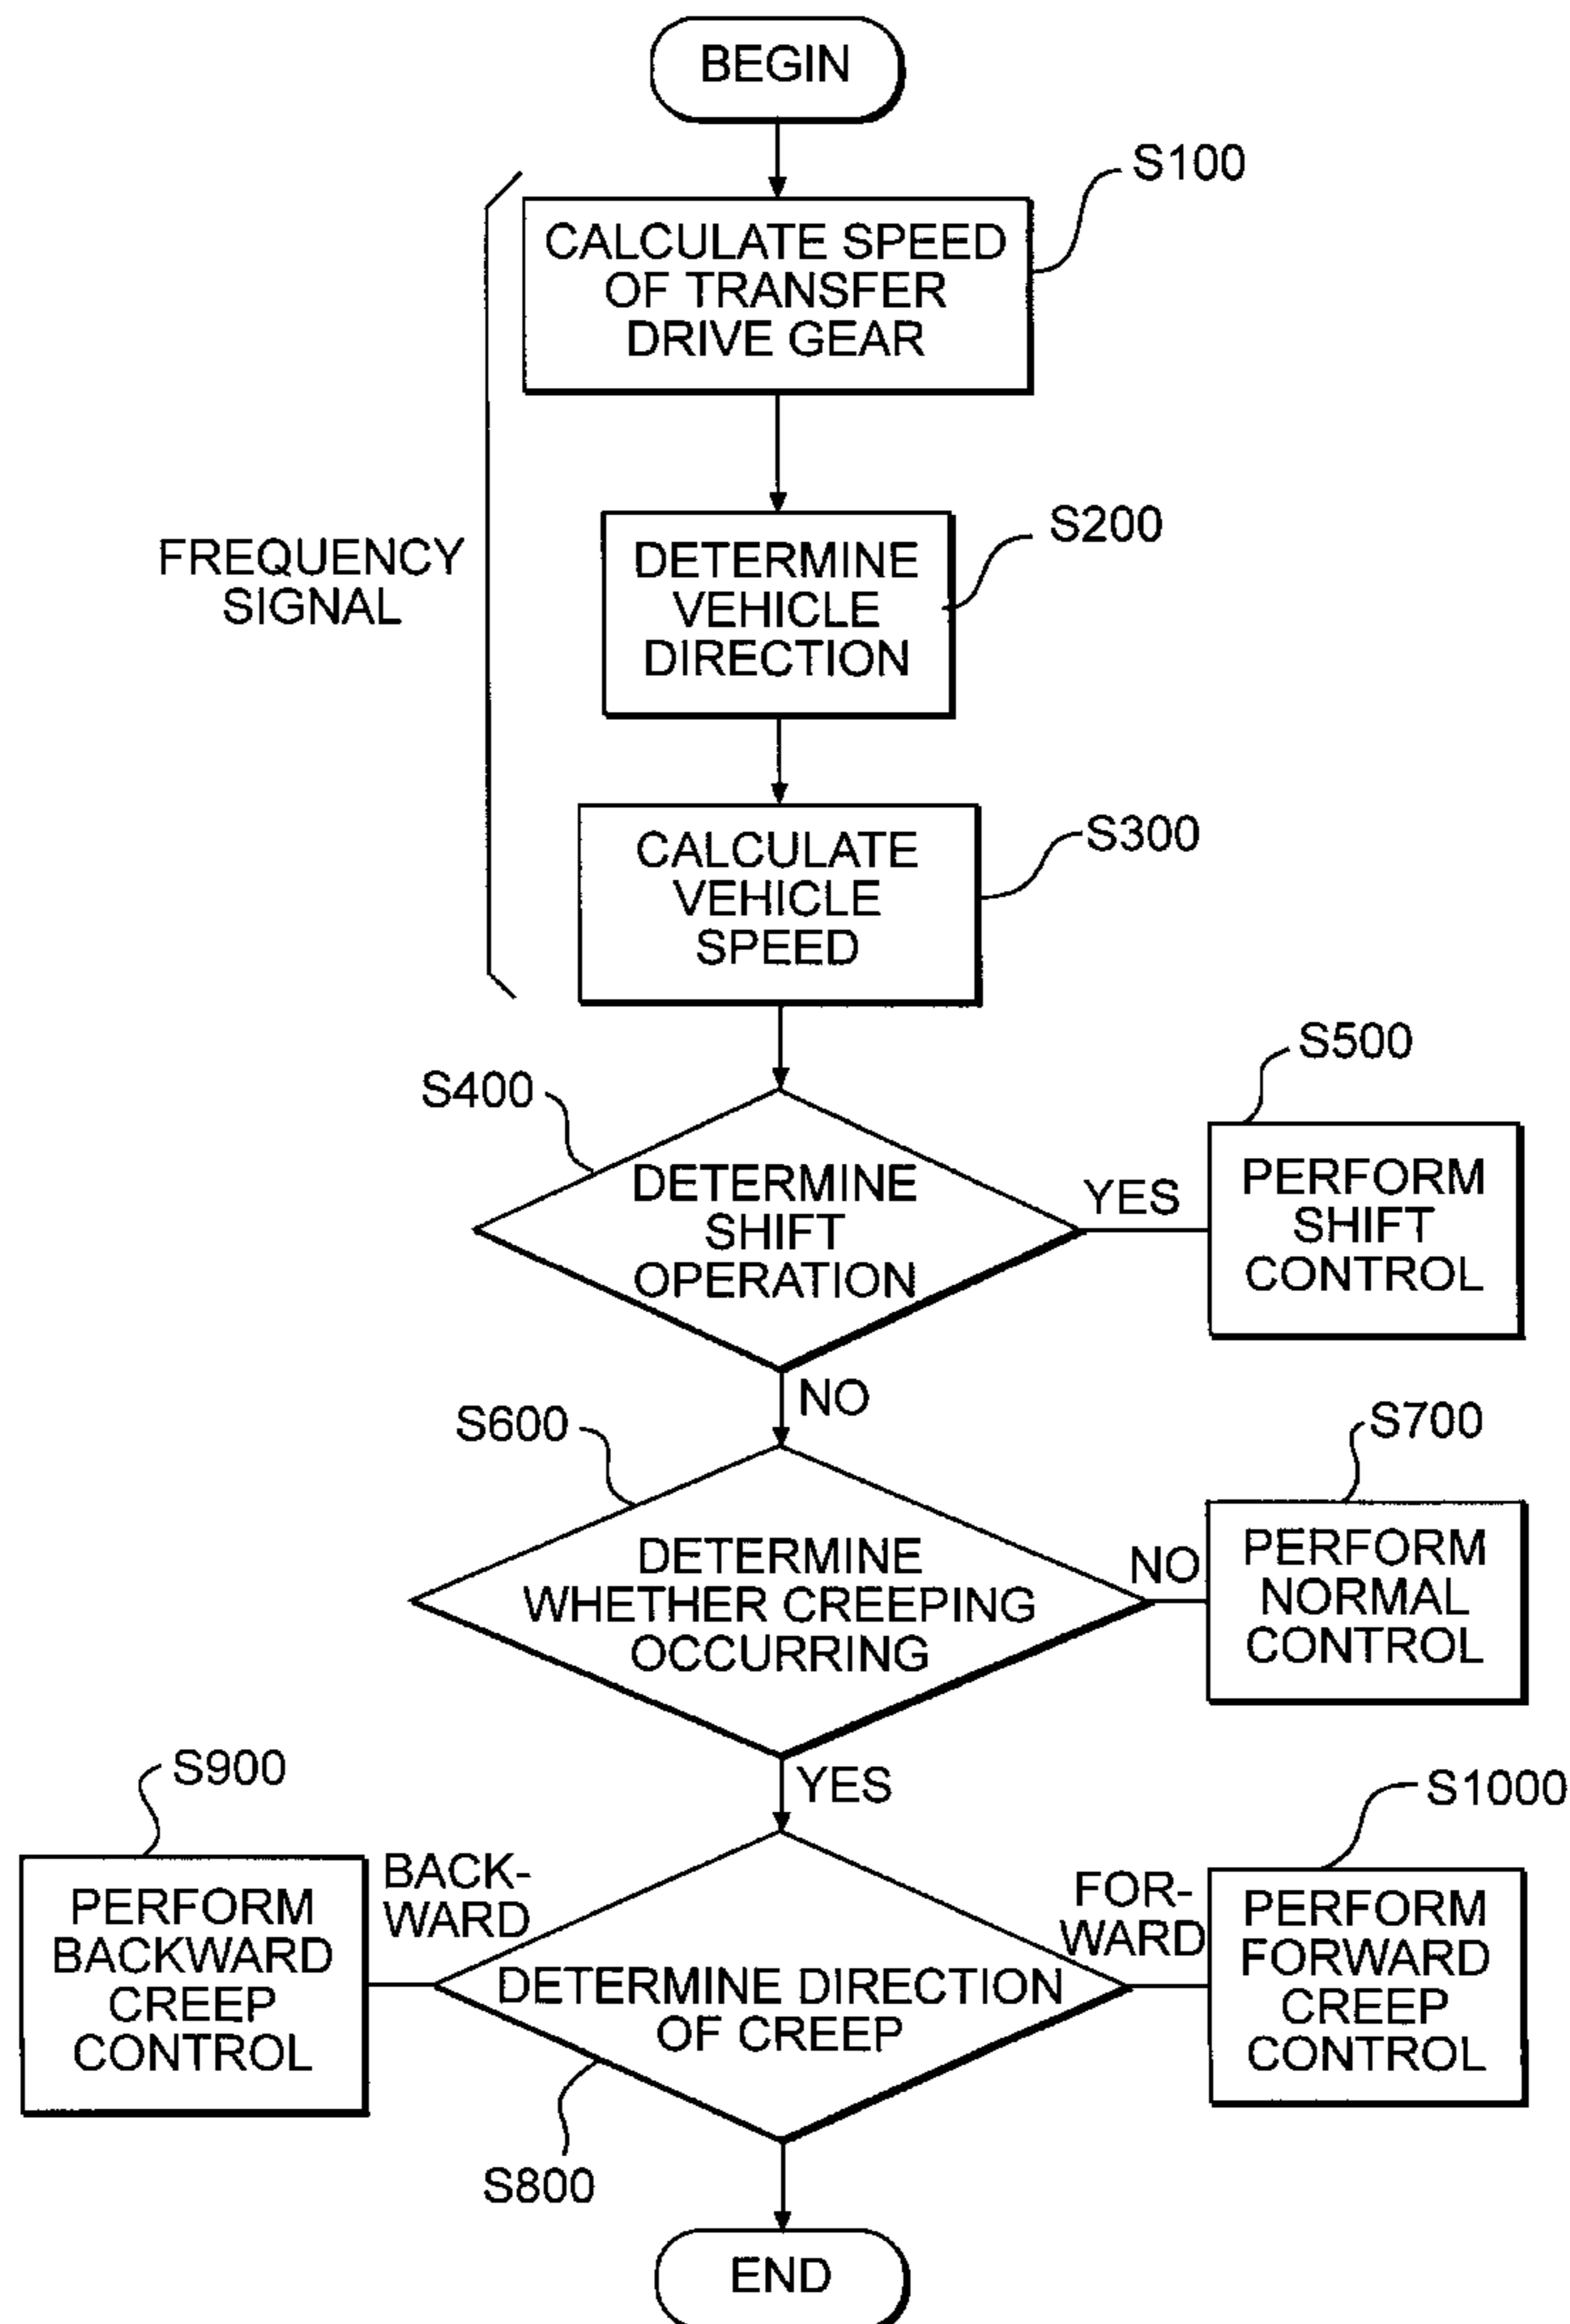 BEGIN
S100
CALCULATE SPEED
OF TRANSFER
DRIVE GEAR
FREQUENCY
SIGNAL
S200
DETERMINE
VEHICLE
DIRECTION
S300
CALCULATE
VEHICLE
SPEED
S400
DETERMINE
SHIFT
OPERATION
YES
S500
PERFORM
SHIFT
CONTROL
NO
S600
DETERMINE
WHETHER CREEPING
OCCURRING
NO
S700
PERFORM
NORMAL
CONTROL
YES
S900
PERFORM
BACKWARD
CREEP
CONTROL
BACK-
WARD
DETERMINE DIRECTION
OF CREEP
FOR-
WARD
S1000
PERFORM
FORWARD
CREEP
CONTROL
S800
END